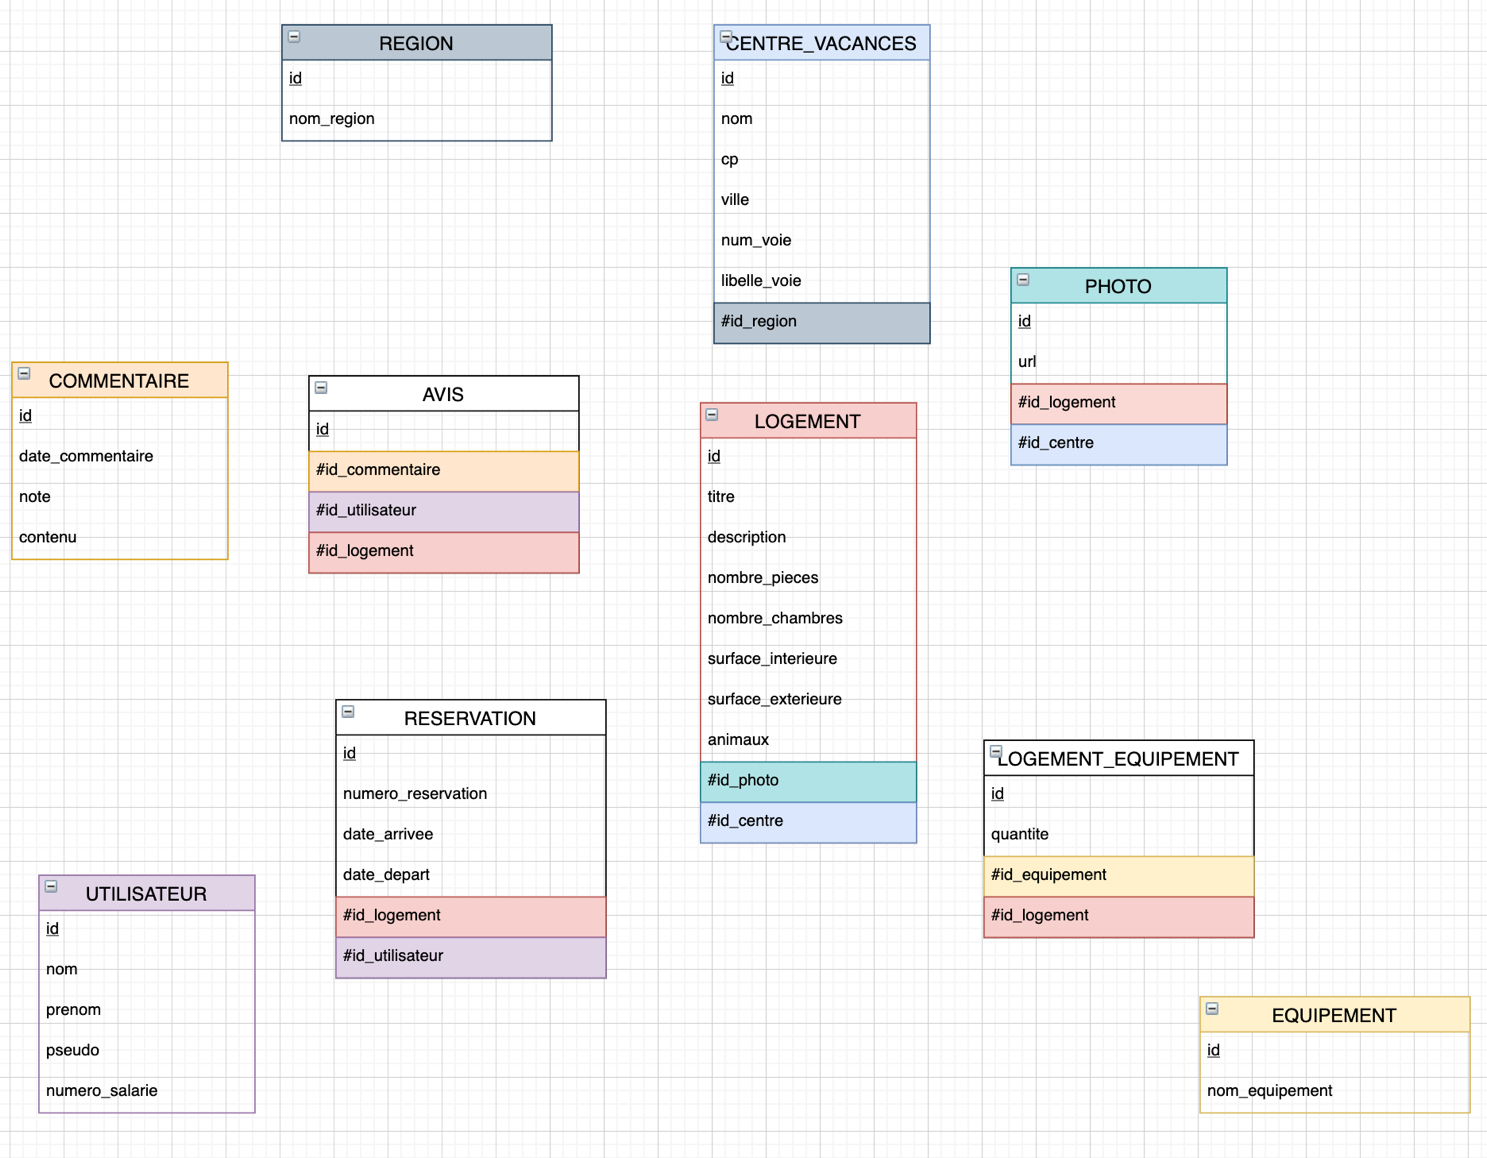 REGION
id
nom_region
CENTRE_VACANCES
id
nom
cp
ville
num_voie
libelle_voie
#id_region
PHOTO
id
url
#id_logement
#id_centre
COMMENTAIRE
id
date_commentaire
note
contenu
AVIS
id
#id_commentaire
#id_utilisateur
#id_logement
LOGEMENT
id
titre
description
nombre_pieces
nombre_chambres
surface_interieure
surface_exterieure
animaux
#id_photo
#id_centre
RESERVATION
id
numero_reservation
date_arrivee
date_depart
#id_logement
#id_utilisateur
LOGEMENT_EQUIPEMENT
id
quantite
#id_equipement
#id_logement
UTILISATEUR
id
nom
prenom
pseudo
numero_salarie
EQUIPEMENT
id
nom_equipement